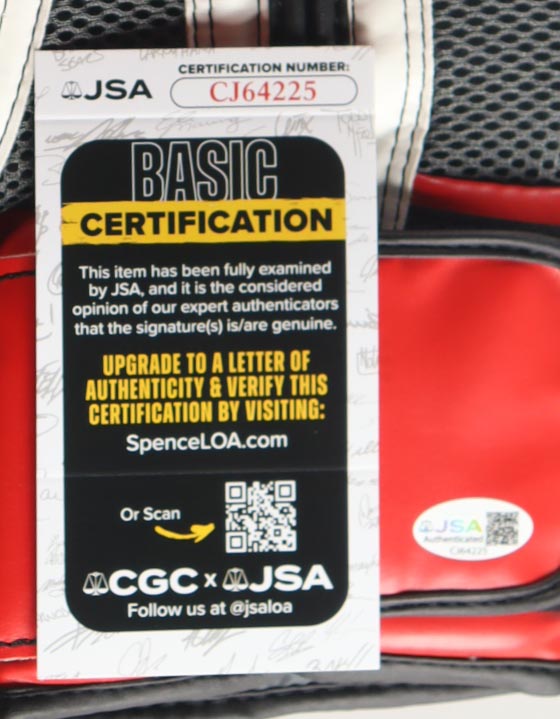 JSA
CERTIFICATION NUMBER:
CJ64225
BASIC
CERTIFICATION
This item has been fully examined
by JSA, and it is the considered
opinion of our expert authenticators
that the signature(s) is/are genuine.
UPGRADE TO A LETTER OF
AUTHENTICITY & VERIFY THIS
CERTIFICATION BY VISITING:
SpenceLOA.com
Or Scan
CGC x JSA
Follow us at @jsaloa
JSA
Authenticated
CJ64225